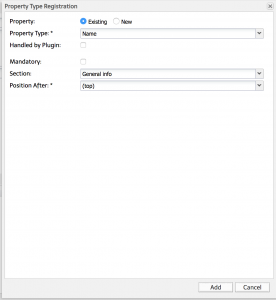 Property Type Registration
Property: Existing New
Property Type: * Name
Handled by Plugin:
Mandatory:
Section: General info
Position After: * (top)
Add Cancel